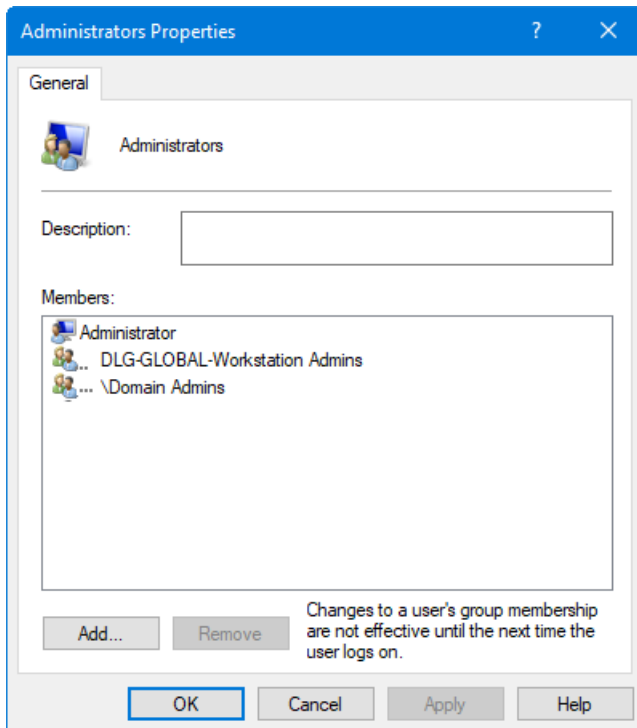 Administrators Properties
?
General
Administrators
Description:
Members:
Administrator
.. DLG-GLOBAL-Workstation Admins
... \Domain Admins
Add...
Remove
Changes to a user's group membership
are not effective until the next time the
user logs on.
OK
Cancel
Apply
Help